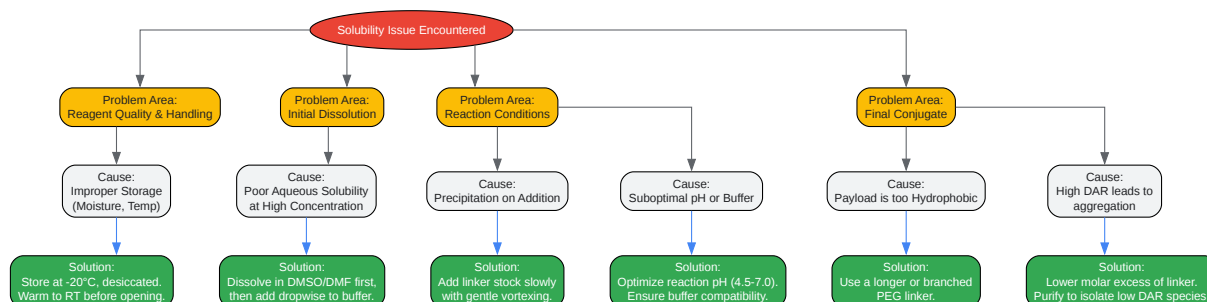 Solubility Issue Encountered
Problem Area:
Reagent Quality & Handling
Problem Area:
Initial Dissolution
Problem Area:
Reaction Conditions
Problem Area:
Final Conjugate
Cause:
Improper Storage
(Moisture, Temp)
Cause:
Poor Aqueous Solubility
at High Concentration
Cause:
Precipitation on Addition
Cause:
Suboptimal pH or Buffer
Cause:
Payload is too Hydrophobic
Cause:
High DAR leads to
aggregation
Solution:
Store at -20°C, desiccated.
Warm to RT before opening.
Solution:
Dissolve in DMSO/DMF first,
then add dropwise to buffer.
Solution:
Add linker stock slowly
with gentle vortexing.
Solution:
Optimize reaction pH (4.5-7.0).
Ensure buffer compatibility.
Solution:
Use a longer or branched
PEG linker.
Solution:
Lower molar excess of linker.
Purify to isolate low DAR species